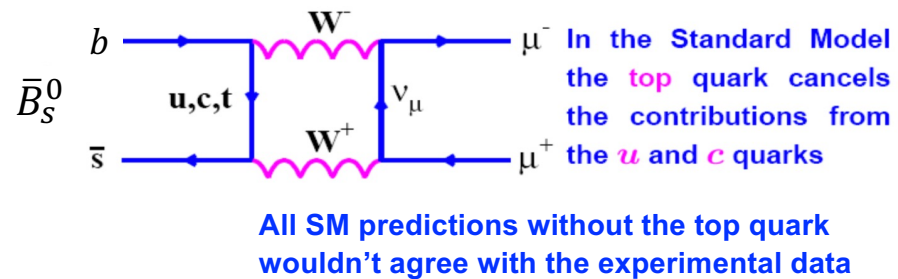 W⁻
b
μ⁻
In the Standard Model
B̄⁰ₛ
the top quark cancels
u,c,t
ν_μ
the contributions from
W⁺
s̄
μ⁺
the u and c quarks
All SM predictions without the top quark
wouldn't agree with the experimental data